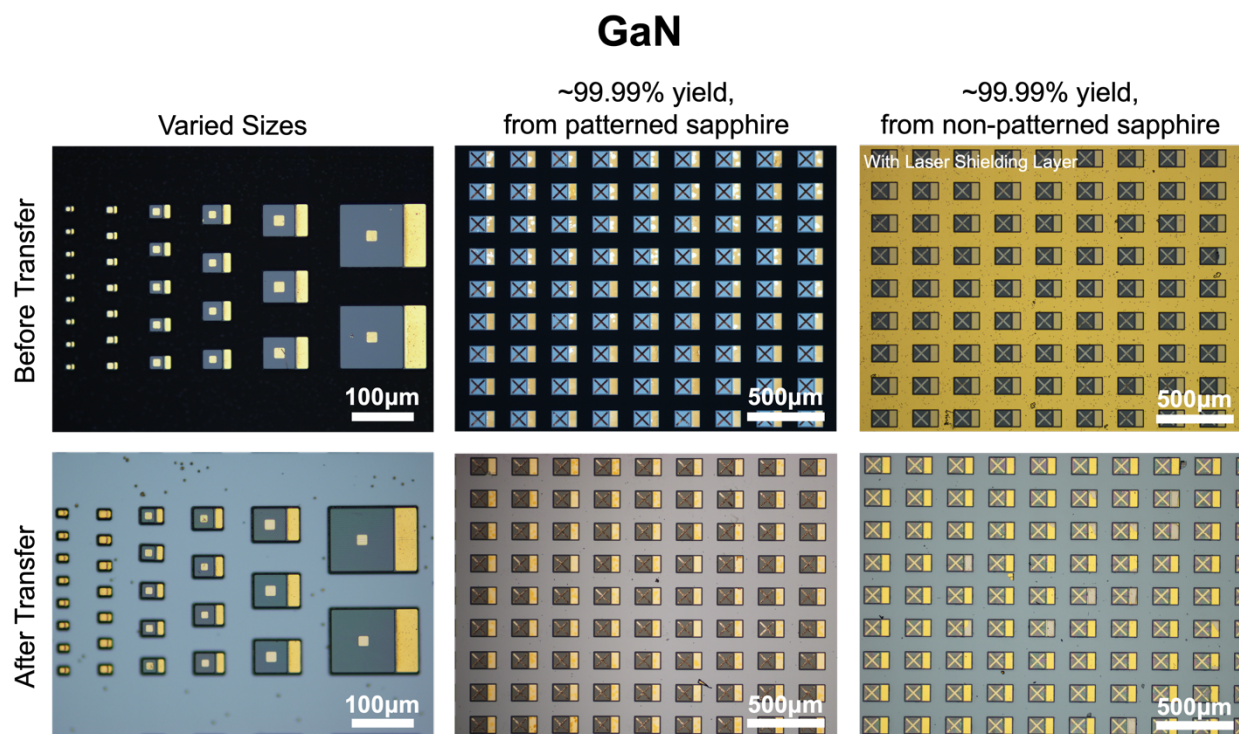 GaN
Varied Sizes
~99.99% yield,
from patterned sapphire
~99.99% yield,
from non-patterned sapphire
Before Transfer
100µm
500µm
With Laser Shielding Layer
500µm
After Transfer
100µm
500µm
500µm